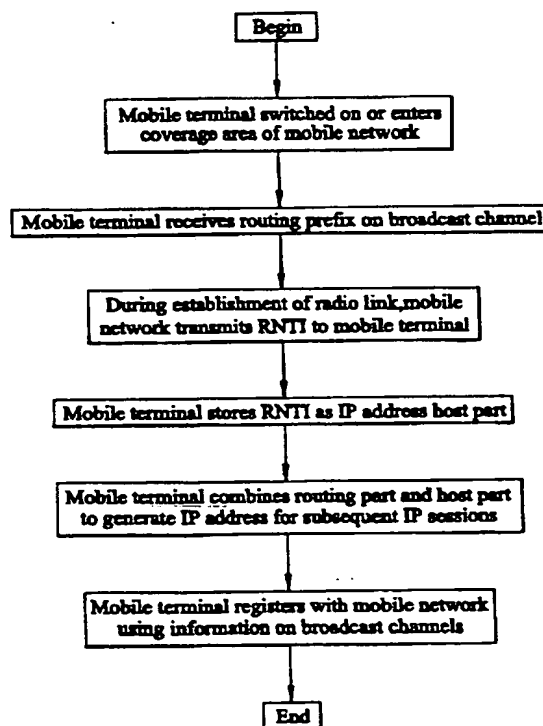 Begin
Mobile terminal switched on or enters
coverage area of mobile network
Mobile terminal receives routing prefix on broadcast channel
During establishment of radio link,mobile
network transmits RNTI to mobile terminal
Mobile terminal stores RNTI as IP address host part
Mobile terminal combines routing part and host part
to generate IP address for subsequent IP sessions
Mobile terminal registers with mobile network
using information on broadcast channels
End